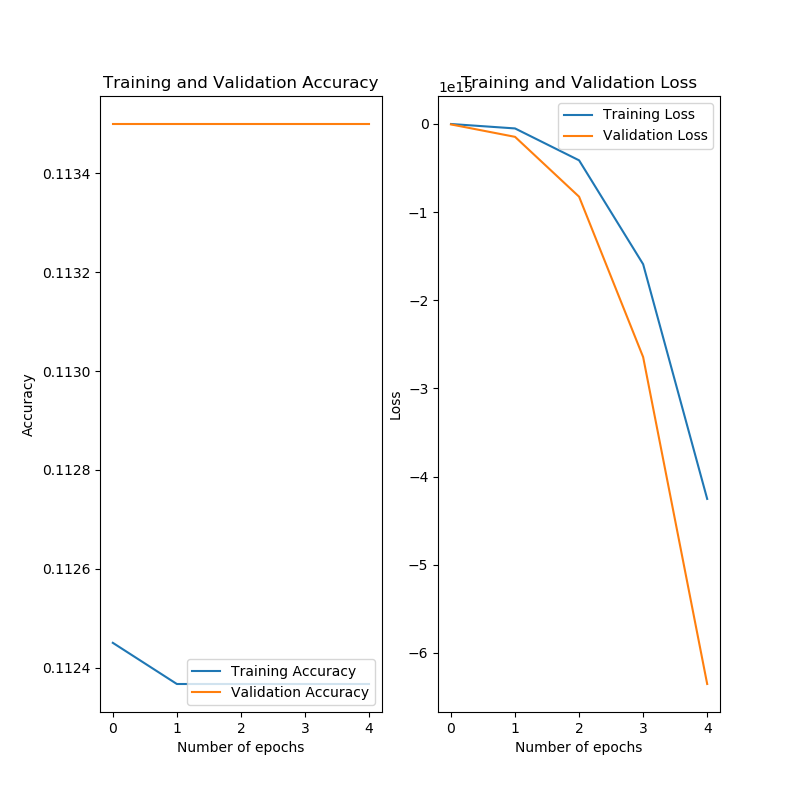 Training and Validation Accuracy
Accuracy
0.1134
0.1132
0.1130
0.1128
0.1126
0.1124
Training Accuracy
Validation Accuracy
0 1 2 3 4
Number of epochs
1e15
Training and Validation Loss
Loss
0
−1
−2
−3
−4
−5
−6
Training Loss
Validation Loss
0 1 2 3 4
Number of epochs